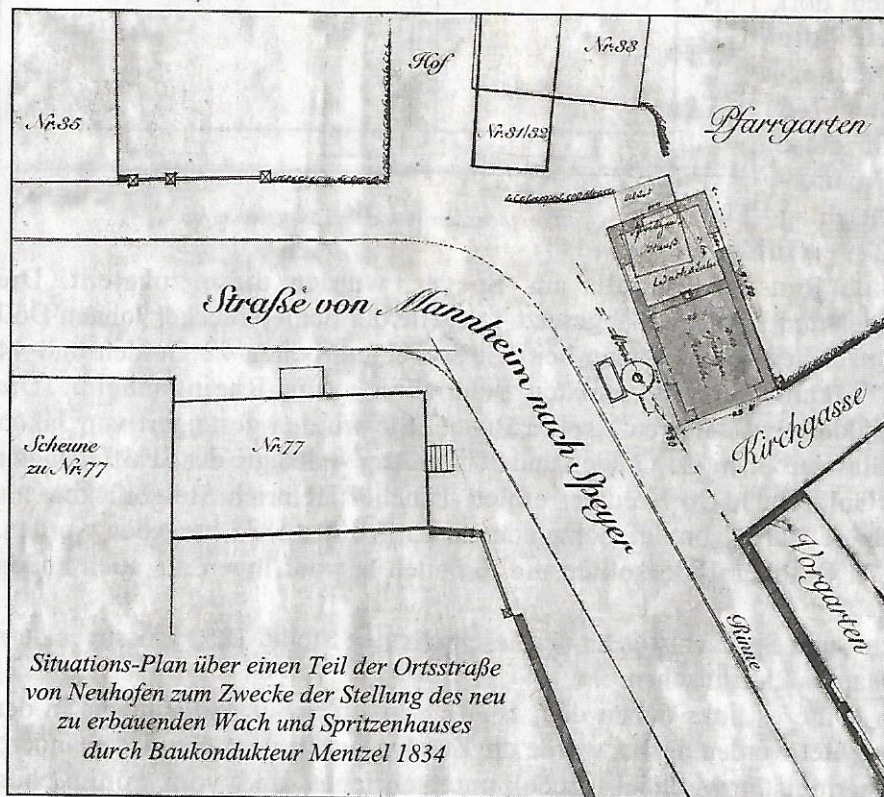 Hof
Nr. 33
Nr. 35
Nr. 31/32
Pfarrgarten
Straße von Mannheim nach Speyer
Kirchgasse
Scheune
zu Nr. 77
Nr. 77
Vorgarten
Rinne
Situations-Plan über einen Teil der Ortsstraße
von Neuhofen zum Zwecke der Stellung des neu
zu erbauenden Wach und Spritzenhauses
durch Baukondukteur Mentzel 1834